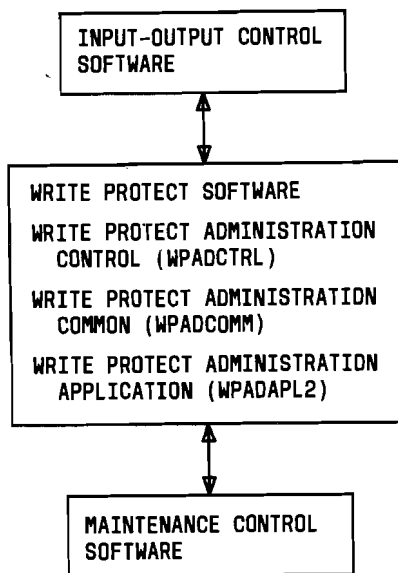 INPUT-OUTPUT CONTROL
SOFTWARE
WRITE PROTECT SOFTWARE
WRITE PROTECT ADMINISTRATION
CONTROL (WPADCTRL)
WRITE PROTECT ADMINISTRATION
COMMON (WPADCOMM)
WRITE PROTECT ADMINISTRATION
APPLICATION (WPADAPL2)
MAINTENANCE CONTROL
SOFTWARE